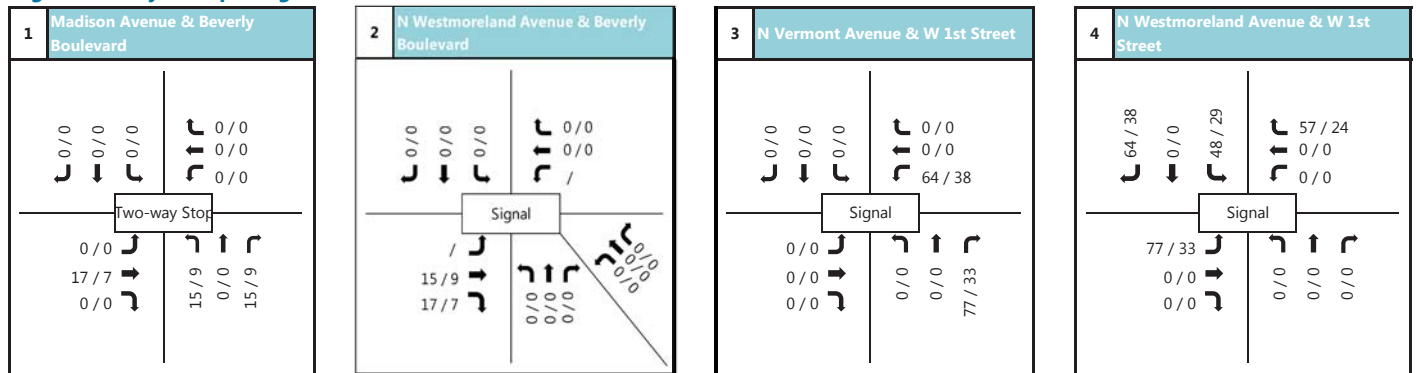 1
Madison Avenue & Beverly
Boulevard
0 / 0
0 / 0
0 / 0
0 / 0
0 / 0
0 / 0
Two-way Stop
0 / 0
17 / 7
0 / 0
15 / 9
0 / 0
15 / 9
2
N Westmoreland Avenue & Beverly
Boulevard
0 / 0
0 / 0
0 / 0
0 / 0
0 / 0
/
Signal
/
15 / 9
17 / 7
0 / 0
0 / 0
0 / 0
0 / 0
0 / 0
0 / 0
3
N Vermont Avenue & W 1st Street
0 / 0
0 / 0
0 / 0
0 / 0
0 / 0
64 / 38
Signal
0 / 0
0 / 0
0 / 0
0 / 0
0 / 0
77 / 33
4
N Westmoreland Avenue & W 1st
Street
64 / 38
0 / 0
48 / 29
57 / 24
0 / 0
0 / 0
Signal
77 / 33
0 / 0
0 / 0
0 / 0
0 / 0
0 / 0